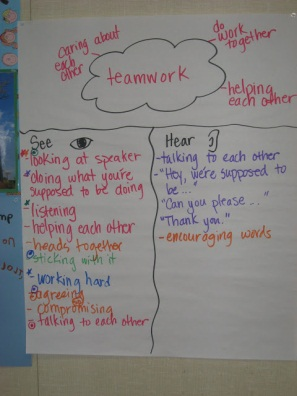 caring about
each
other
do
work
together
teamwork
helping
each other
See
- looking at speaker
- doing what you're
supposed to be doing
- listening
- helping each other
- heads together
- sticking with it
- working hard
- agreeing
- compromising
- talking to each other
Hear
- talking to each other
- "Hey, we're supposed to
be..."
"Can you please..."
"Thank you."
- encouraging words